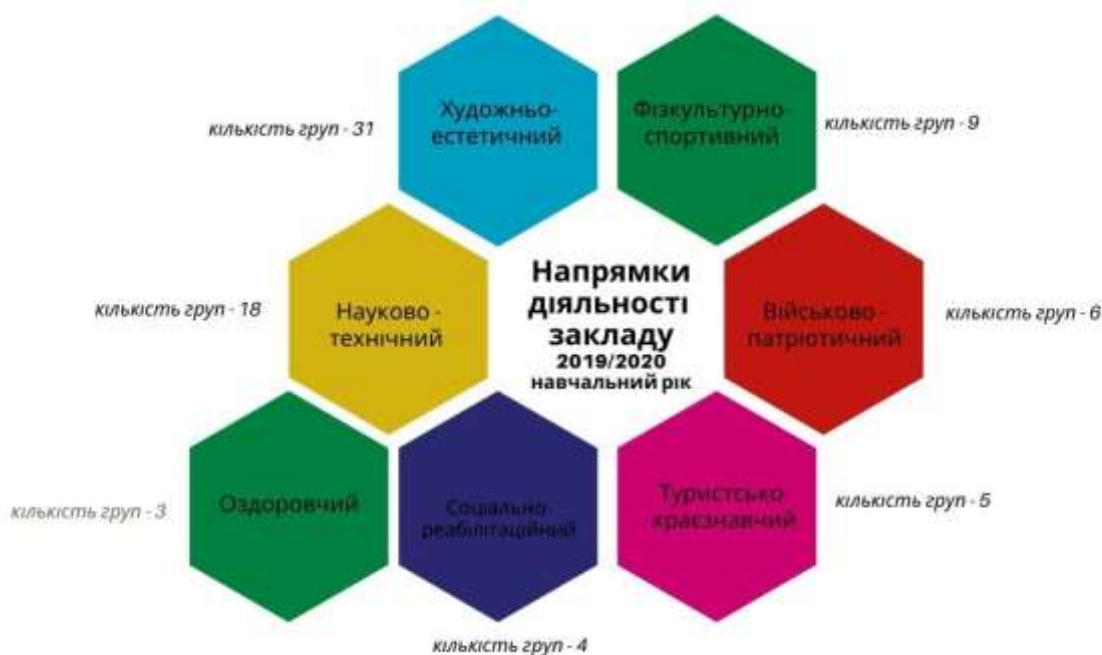 Художньо-
естетичний
кількість груп - 31
Фізкультурно-
спортивний
кількість груп - 9
Науково -
технічний
кількість груп - 18
Напрямки
діяльності
закладу
2019/2020
навчальний рік
Військово -
патріотичний
кількість груп - 6
Оздоровчий
кількість груп - 3
Соціально-
реабілітаційний
кількість груп - 4
Туристсько-
краєзнавчий
кількість груп - 5